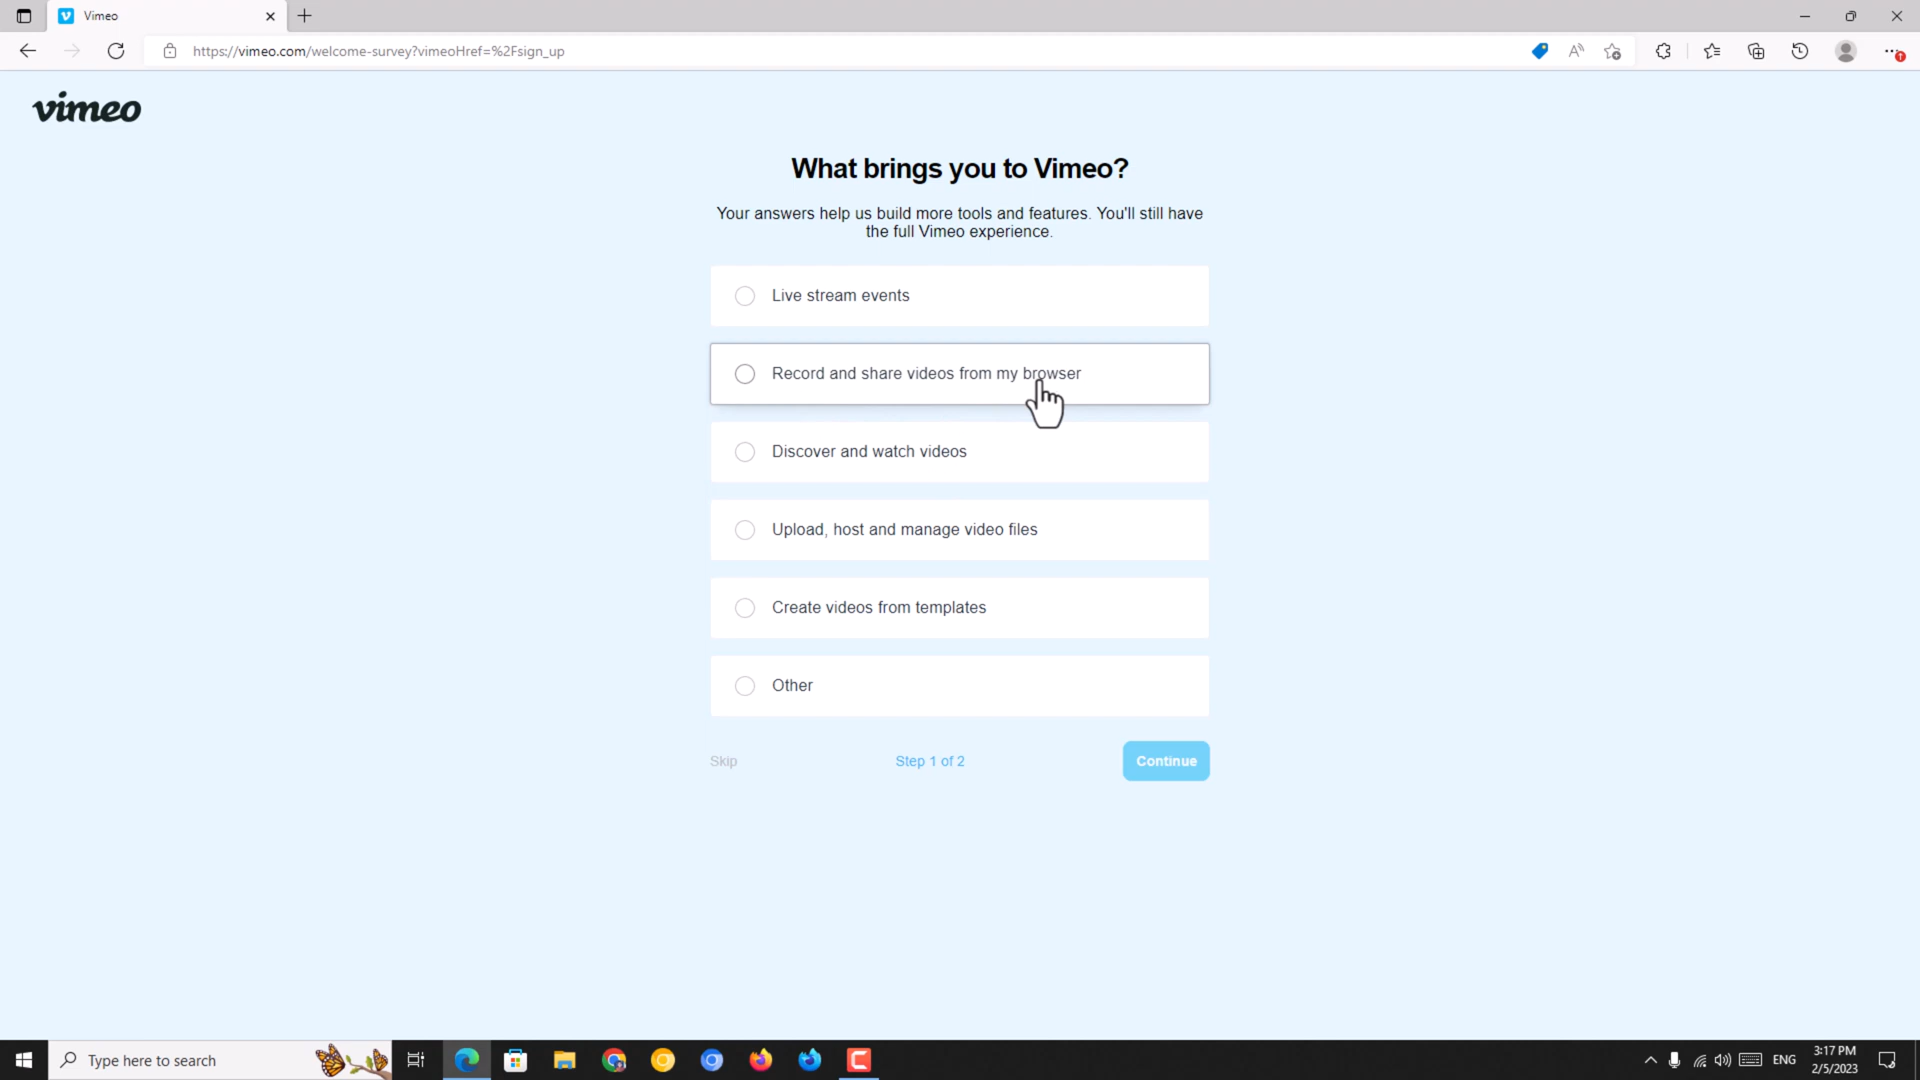 Vimeo
https://vimeo.com/welcome-survey?vimeoHref=%2Fsign_up
vimeo
What brings you to Vimeo?
Your answers help us build more tools and features. You'll still have
the full Vimeo experience.
Live stream events
Record and share videos from my browser
Discover and watch videos
Upload, host and manage video files
Create videos from templates
Other
Skip
Step 1 of 2
Continue
Type here to search
ENG
3:17 PM
2/5/2023